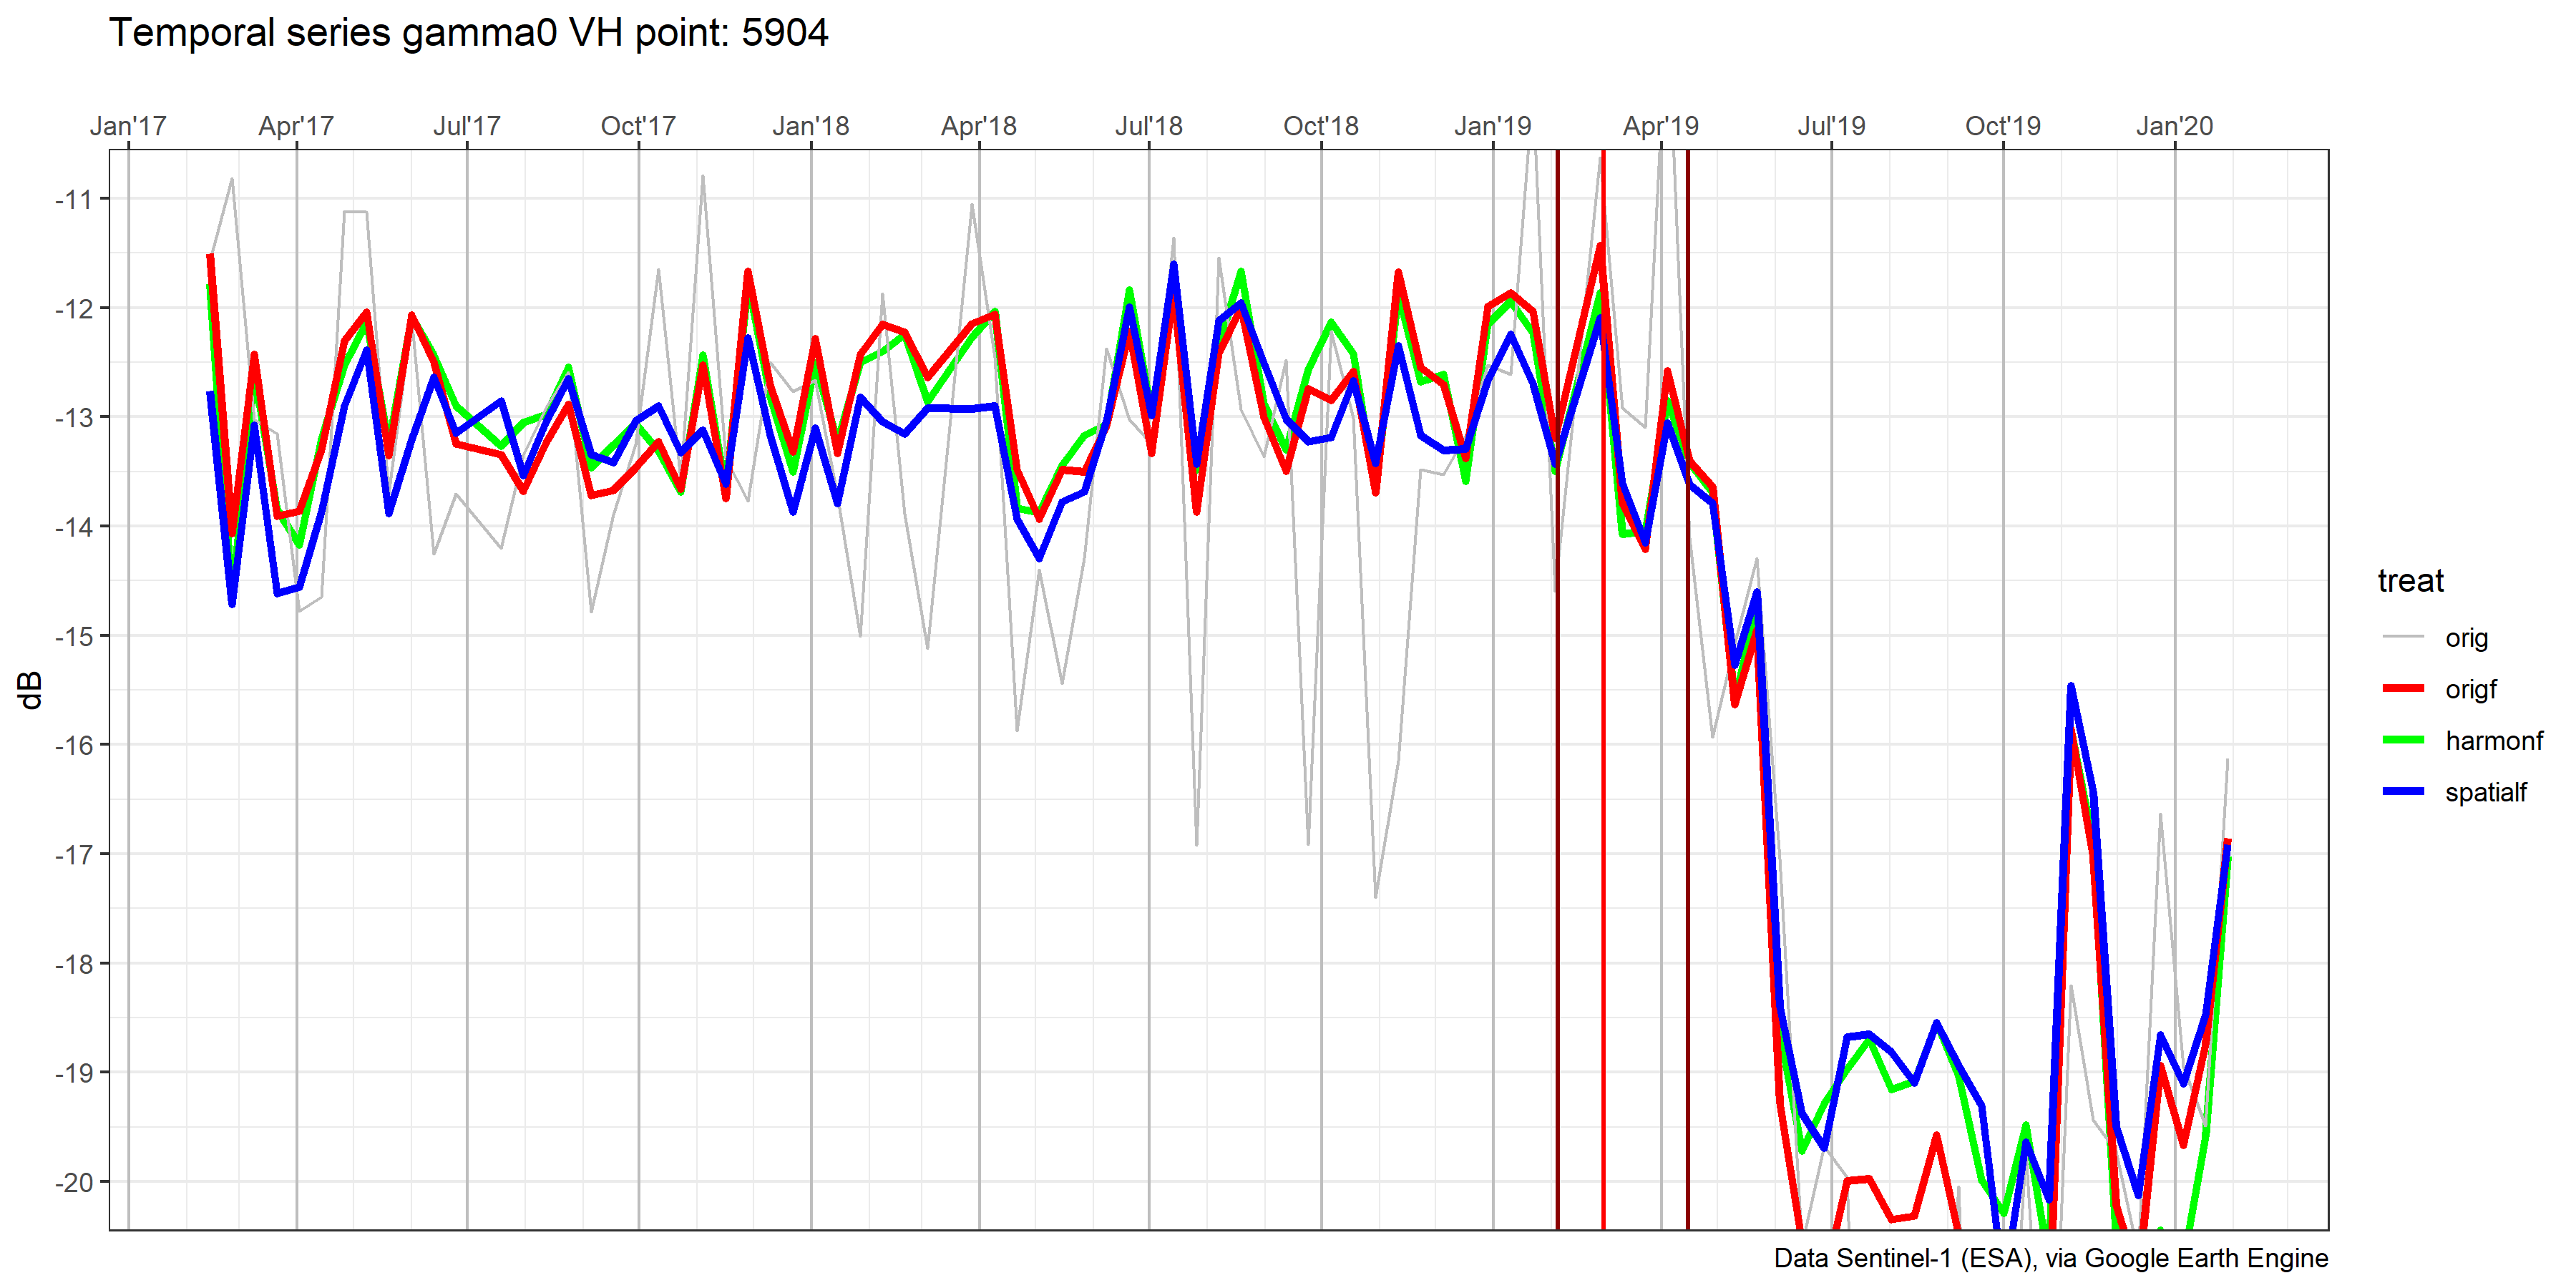 Temporal series gamma0 VH point: 5904
Jan'17 Apr'17 Jul'17 Oct'17 Jan'18 Apr'18 Jul'18 Oct'18 Jan'19 Apr'19 Jul'19 Oct'19 Jan'20
-11
-12
-13
-14
-15
-16
-17
-18
-19
-20
dB
treat
orig
origf
harmonf
spatialf
Data Sentinel-1 (ESA), via Google Earth Engine